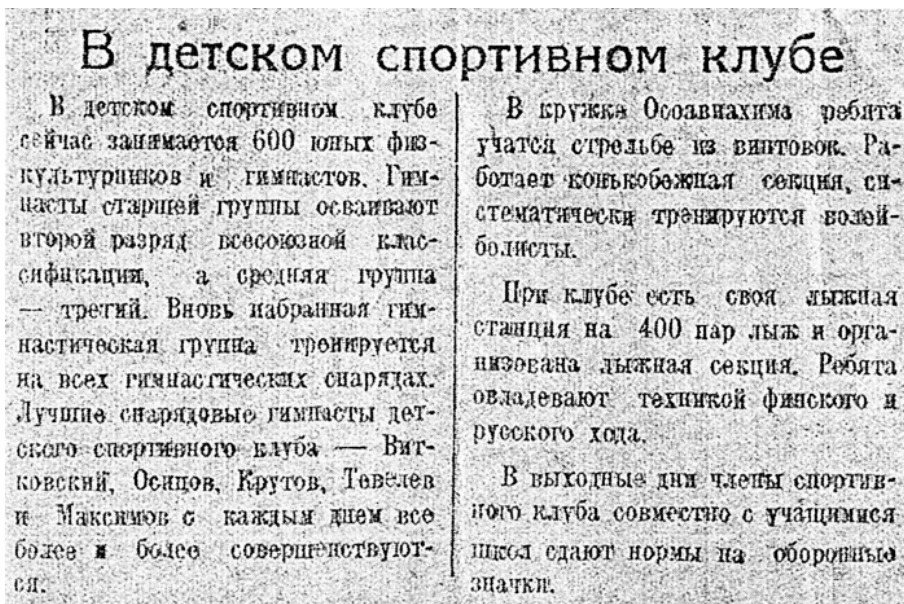 В детском спортивном клубе
В детском спортивном клубе
сейчас занимается 600 юных физ-
культурников и гимнастов. Гим-
насты старшей группы осваивают
второй разряд всесоюзной клас-
сификации, а средняя группа
— третий. Вновь набранная гим-
настическая группа тренируется
на всех гимнастических снарядах.
Лучшие снарядовые гимнасты дет-
ского спортивного клуба — Вит-
ковский, Осипов, Крутов, Тевелев
и Максимов с каждым днем все
более и более совершенствуют-
ся.
В кружке Осоавиахима ребята
учатся стрельбе из винтовок. Ра-
ботает конькобежная секция, си-
стематически тренируются волей-
болисты.
При клубе есть своя лыжная
станция на 400 пар лыж и орга-
низована лыжная секция. Ребята
овладевают техникой финского и
русского хода.
В выходные дни члены спортив-
ного клуба совместно с учащимися
школ сдают нормы на оборонные
значки.